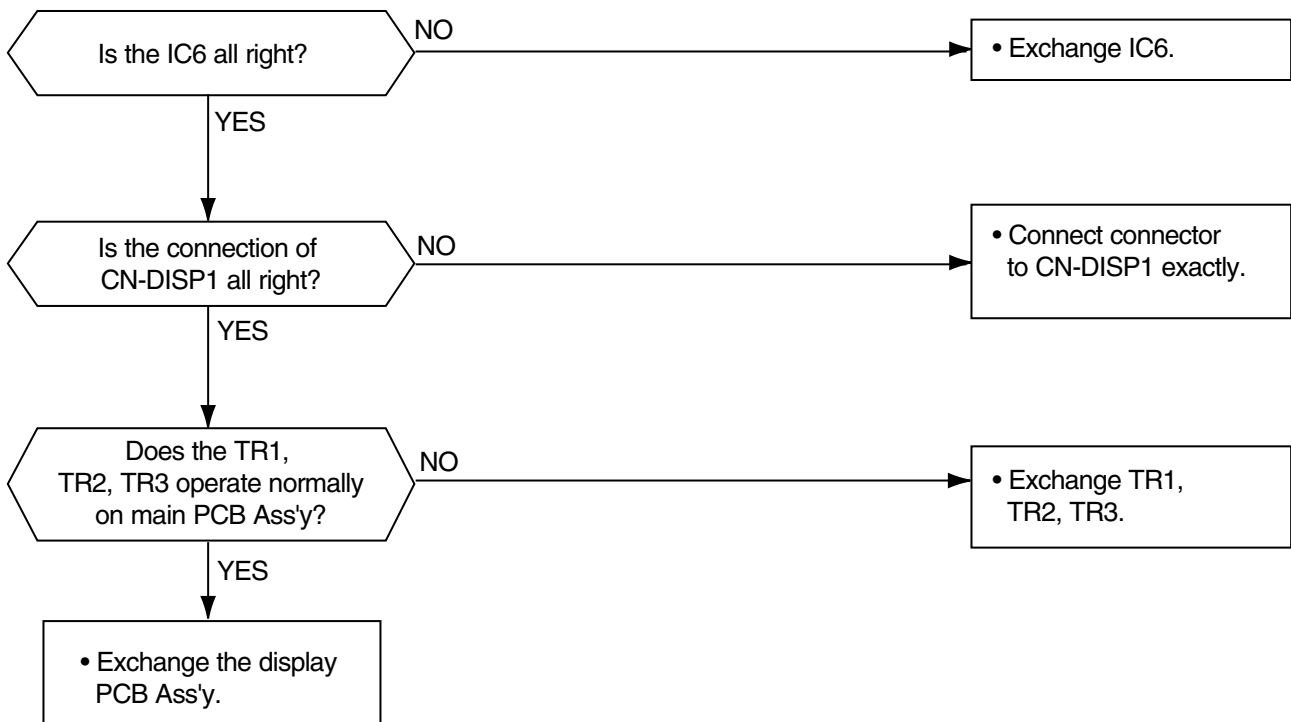 Is the IC6 all right?
NO
• Exchange IC6.
YES
Is the connection of
CN-DISP1 all right?
NO
• Connect connector
to CN-DISP1 exactly.
YES
Does the TR1,
TR2, TR3 operate normally
on main PCB Ass'y?
NO
• Exchange TR1,
TR2, TR3.
YES
• Exchange the display
PCB Ass'y.